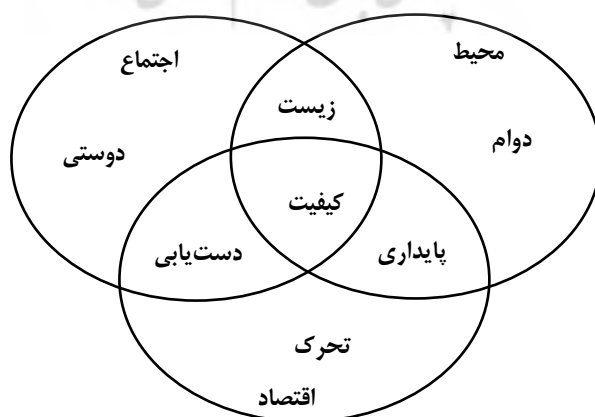 محیط
اجتماع
زیست
دوام
دوستی
کیفیت
پایداری
دست‌یابی
تحرک
اقتصاد